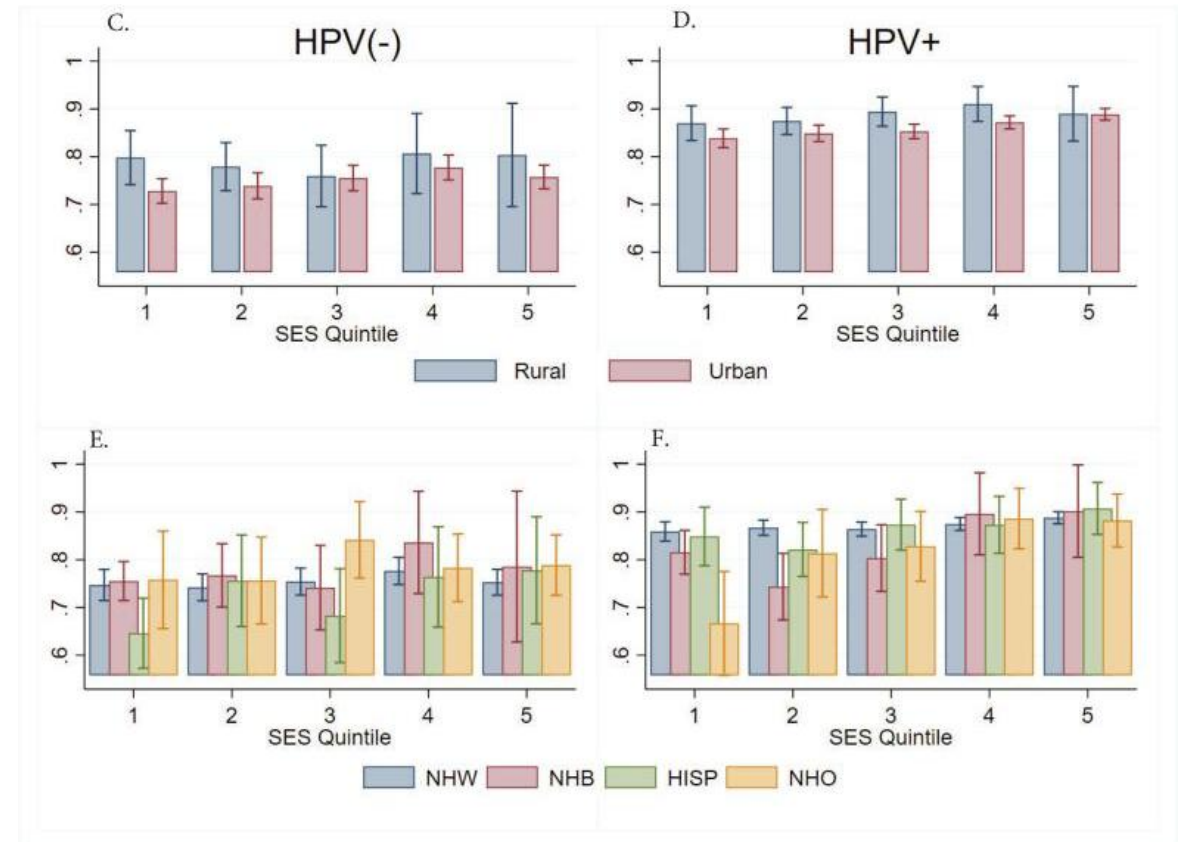 C.
HPV(-)
1
.9
.8
.7
.6
1 2 3 4 5
SES Quintile
D.
HPV+
1
.9
.8
.7
.6
1 2 3 4 5
SES Quintile
Rural Urban
E.
1
.9
.8
.7
.6
1 2 3 4 5
SES Quintile
F.
1
.9
.8
.7
.6
1 2 3 4 5
SES Quintile
NHW NHB HISP NHO